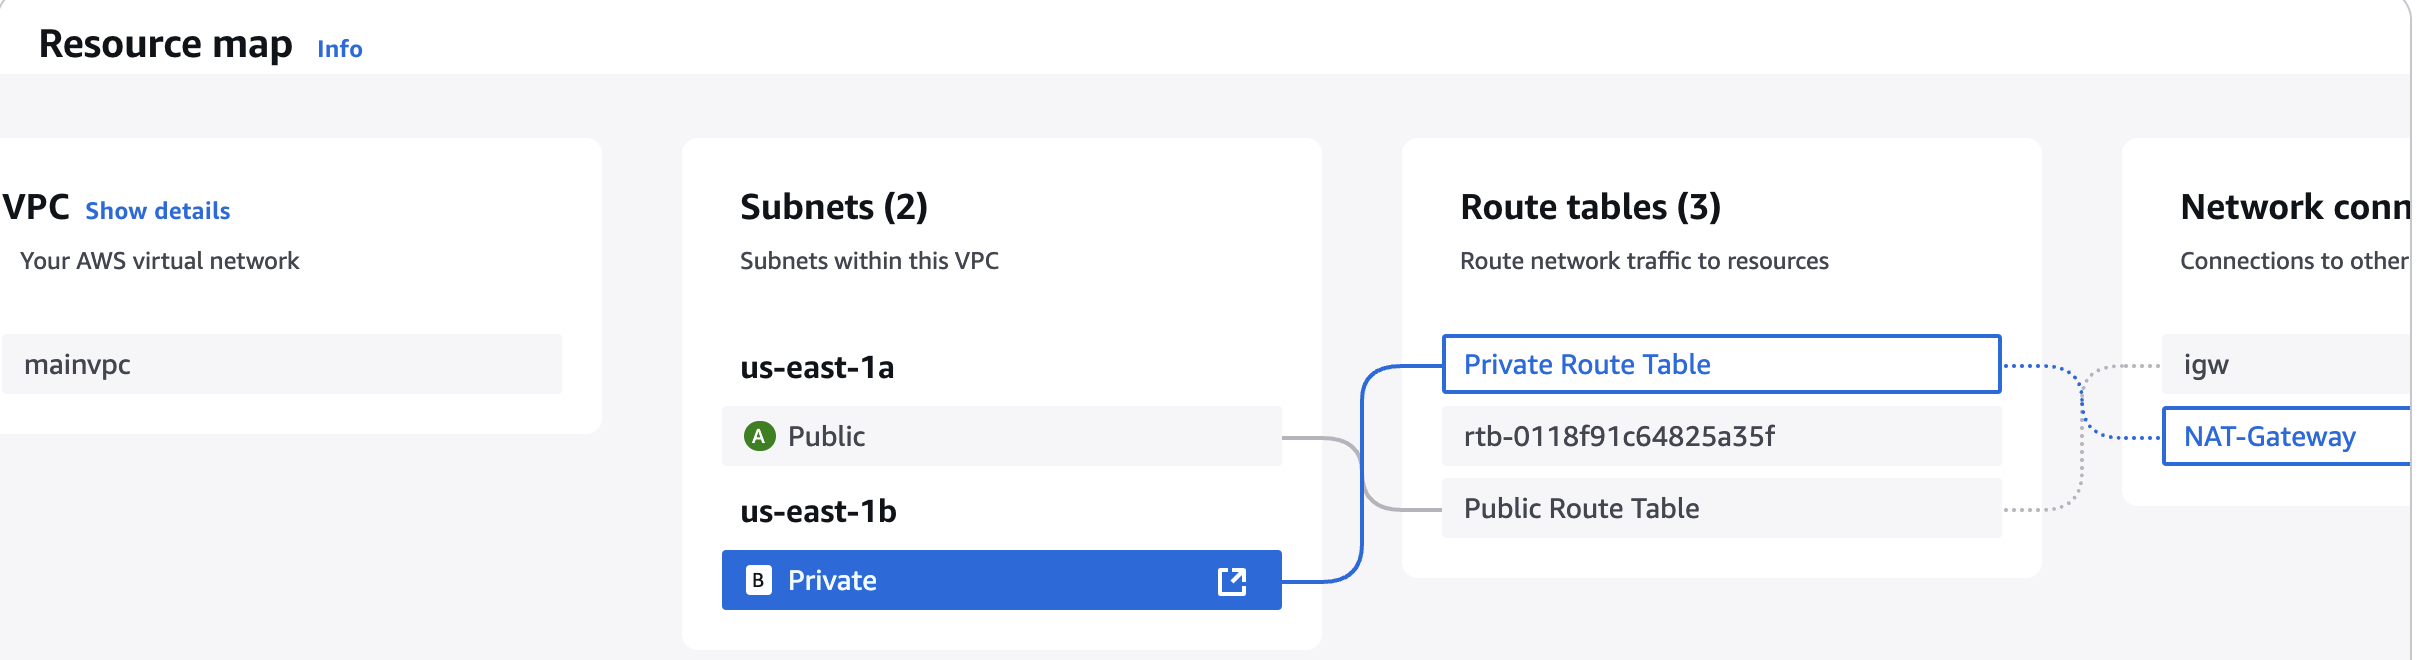 Resource map Info
VPC Show details
Your AWS virtual network
mainvpc
Subnets (2)
Subnets within this VPC
us-east-1a
A Public
us-east-1b
B Private
Route tables (3)
Route network traffic to resources
Private Route Table
rtb-0118f91c64825a35f
Public Route Table
Network conn
Connections to other
igw
NAT-Gateway